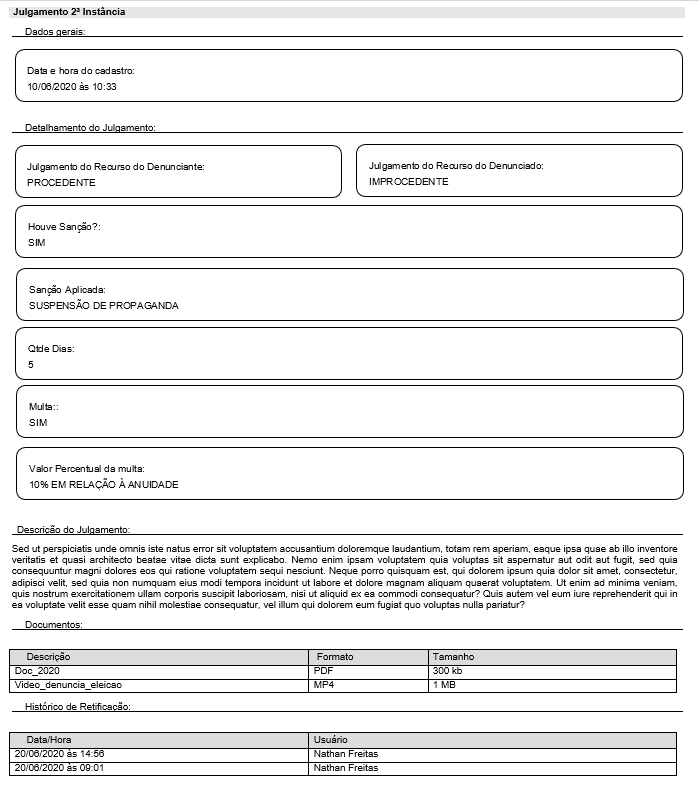 Julgamento 2ª Instância
Dados gerais:
Data e hora do cadastro:
10/06/2020 às 10:33
Detalhamento do Julgamento:
Julgamento do Recurso do Denunciante:
PROCEDENTE
Julgamento do Recurso do Denunciado:
IMPROCEDENTE
Houve Sanção?:
SIM
Sanção Aplicada:
SUSPENSÃO DE PROPAGANDA
Qtde Dias:
5
Multa::
SIM
Valor Percentual da multa:
10% EM RELAÇÃO À ANUIDADE
Descrição do Julgamento:
Sed ut perspiciatis unde omnis iste natus error sit voluptatem accusantium doloremque laudantium, totam rem aperiam, eaque ipsa quae ab illo inventore
veritatis et quasi architecto beatae vitae dicta sunt explicabo. Nemo enim ipsam voluptatem quia voluptas sit aspernatur aut odit aut fugit, sed quia
consequuntur magni dolores eos qui ratione voluptatem sequi nesciunt. Neque porro quisquam est, qui dolorem ipsum quia dolor sit amet, consectetur,
adipisci velit, sed quia non numquam eius modi tempora incidunt ut labore et dolore magnam aliquam quaerat voluptatem. Ut enim ad minima veniam,
quis nostrum exercitationem ullam corporis suscipit laboriosam, nisi ut aliquid ex ea commodi consequatur? Quis autem vel eum iure reprehenderit qui in
ea voluptate velit esse quam nihil molestiae consequatur, vel illum qui dolorem eum fugiat quo voluptas nulla pariatur?
Documentos:
Descrição Formato Tamanho
Doc_2020 PDF 300 kb
Video_denuncia_eleicao MP4 1 MB
Histórico de Retificação:
Data/Hora Usuário
20/06/2020 às 14:56 Nathan Freitas
20/06/2020 às 09:01 Nathan Freitas